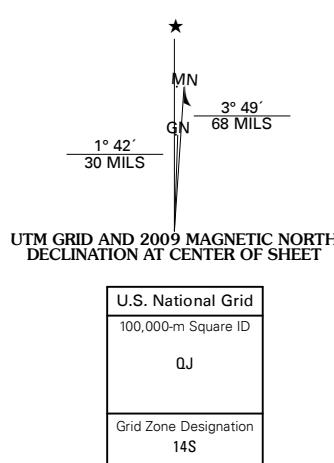 ★
MN
3° 49´
GN
68 MILS
1° 42´
30 MILS
UTM GRID AND 2009 MAGNETIC NORTH
DECLINATION AT CENTER OF SHEET
U.S. National Grid
100,000-m Square ID
QJ
Grid Zone Designation
14S